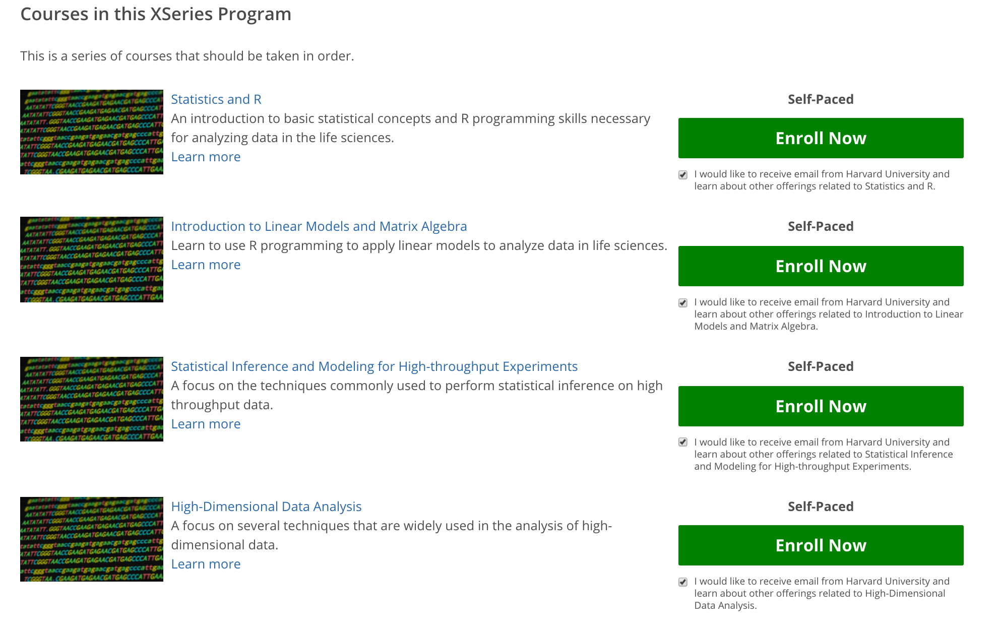 Courses in this XSeries Program
This is a series of courses that should be taken in order.
Statistics and R
An introduction to basic statistical concepts and R programming skills necessary
for analyzing data in the life sciences.
Learn more
Self-Paced
Enroll Now
I would like to receive email from Harvard University and
learn about other offerings related to Statistics and R.
Introduction to Linear Models and Matrix Algebra
Learn to use R programming to apply linear models to analyze data in life sciences.
Learn more
Self-Paced
Enroll Now
I would like to receive email from Harvard University and
learn about other offerings related to Introduction to Linear
Models and Matrix Algebra.
Statistical Inference and Modeling for High-throughput Experiments
A focus on the techniques commonly used to perform statistical inference on high
throughput data.
Learn more
Self-Paced
Enroll Now
I would like to receive email from Harvard University and
learn about other offerings related to Statistical Inference
and Modeling for High-throughput Experiments.
High-Dimensional Data Analysis
A focus on several techniques that are widely used in the analysis of high-
dimensional data.
Learn more
Self-Paced
Enroll Now
I would like to receive email from Harvard University and
learn about other offerings related to High-Dimensional
Data Analysis.